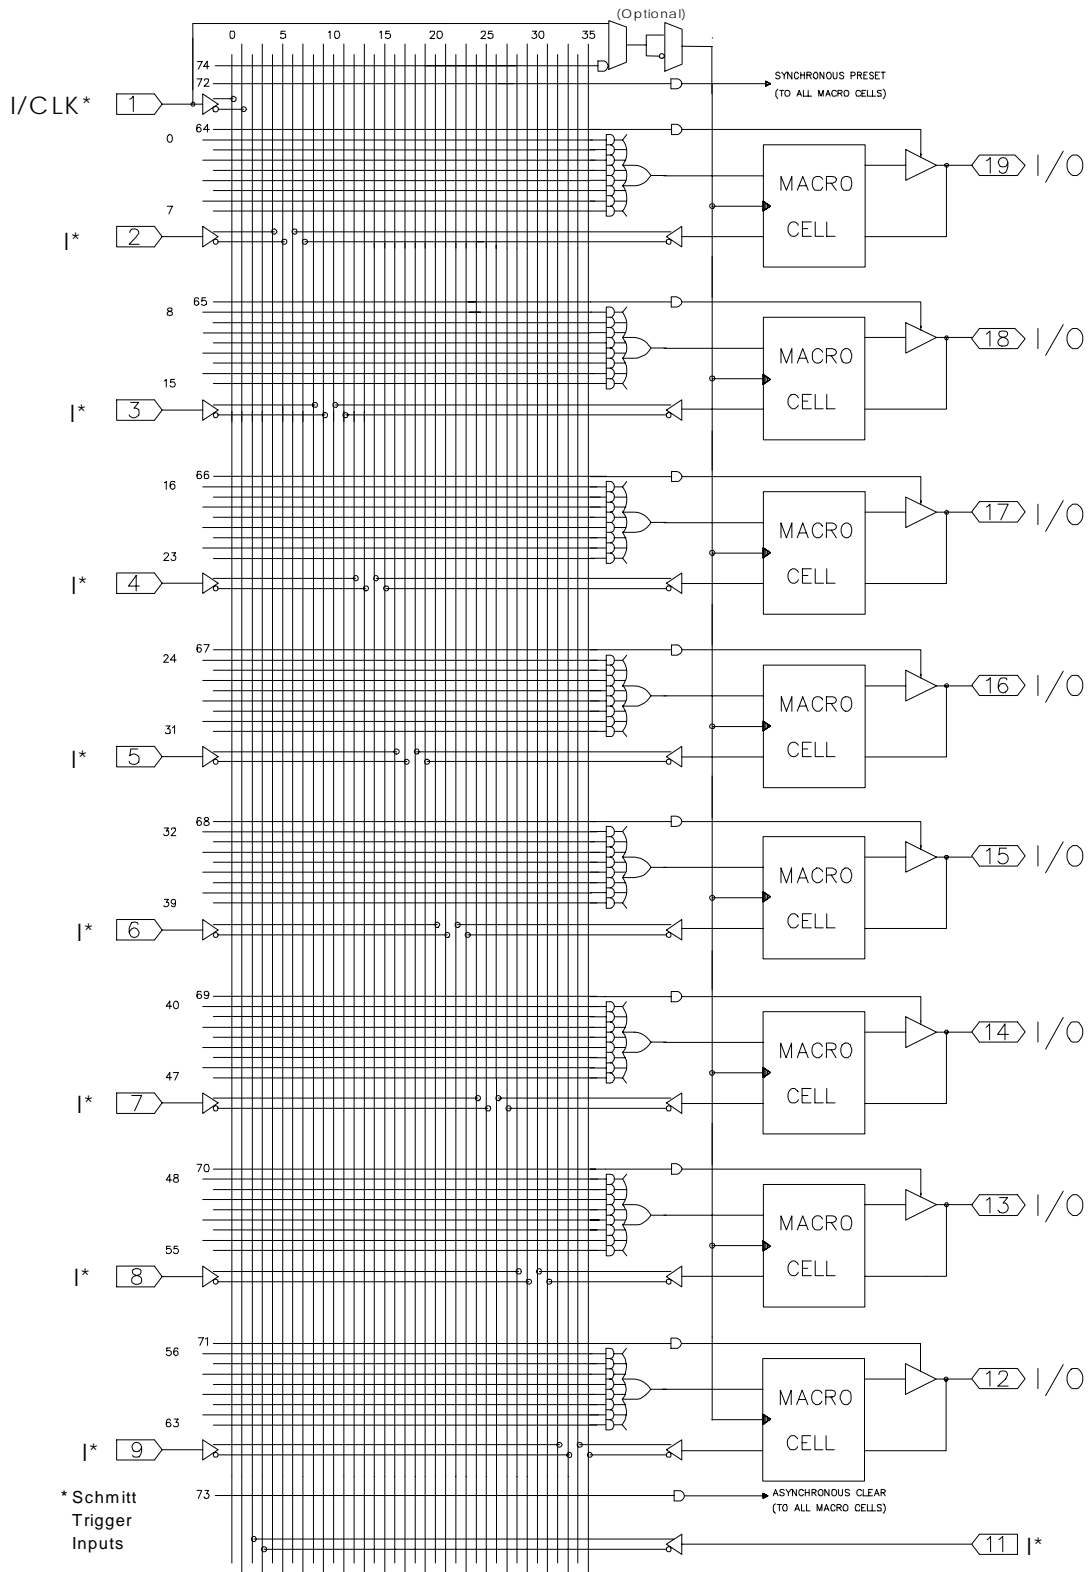 (Optional)
0 5 10 15 20 25 30 35
74
72
SYNCHRONOUS PRESET
(TO ALL MACRO CELLS)
I/CLK* 1
64
0
7
MACRO
CELL
19 I/O
I* 2
65
8
15
MACRO
CELL
18 I/O
I* 3
66
16
23
MACRO
CELL
17 I/O
I* 4
67
24
31
MACRO
CELL
16 I/O
I* 5
68
32
39
MACRO
CELL
15 I/O
I* 6
69
40
47
MACRO
CELL
14 I/O
I* 7
70
48
55
MACRO
CELL
13 I/O
I* 8
71
56
63
MACRO
CELL
12 I/O
I* 9
73
ASYNCHRONOUS CLEAR
(TO ALL MACRO CELLS)
* Schmitt
Trigger
Inputs
11 I*